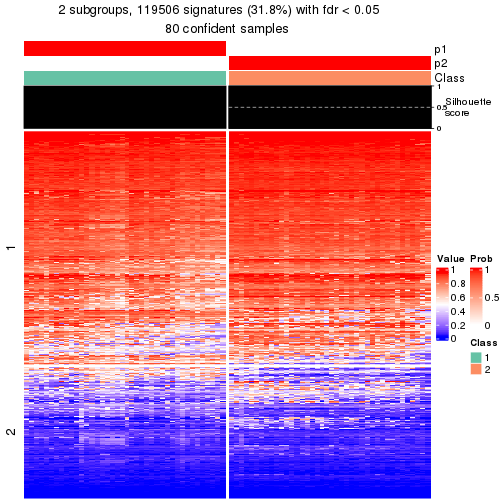 2 subgroups, 119506 signatures (31.8%) with fdr < 0.05
80 confident samples
p1
p2
Class
1
0.5
0
Silhouette
score
1
2
Value
1
0.8
0.6
0.4
0.2
0
Prob
1
0.5
0
Class
1
2